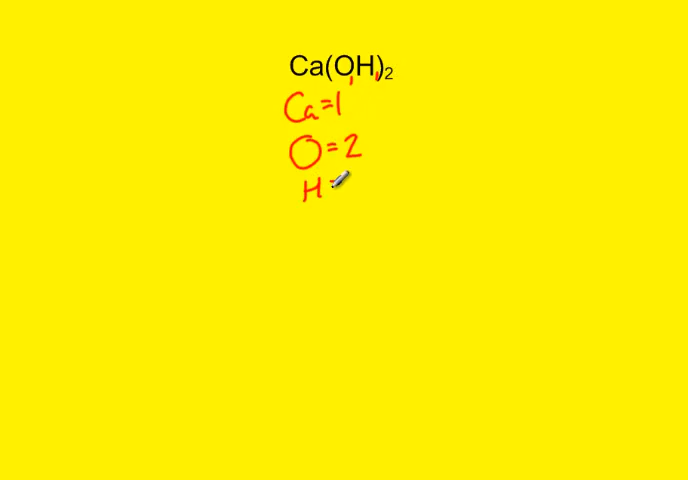 Ca(OH)₂
Ca=1
O=2
H=